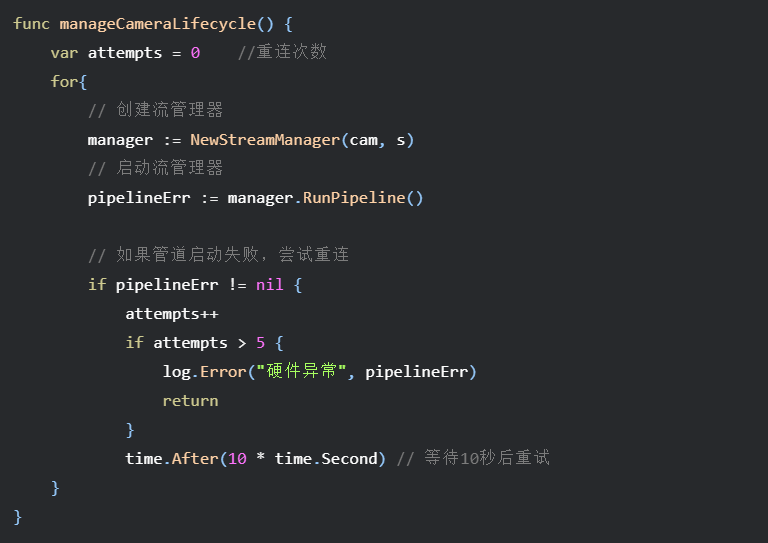 func manageCameraLifecycle() {
    var attempts = 0    //重连次数
    for{
        // 创建流管理器
        manager := NewStreamManager(cam, s)
        // 启动流管理器
        pipelineErr := manager.RunPipeline()

        // 如果管道启动失败，尝试重连
        if pipelineErr != nil {
            attempts++
            if attempts > 5 {
                log.Error("硬件异常", pipelineErr)
                return
            }
            time.After(10 * time.Second) // 等待10秒后重试
    }
}